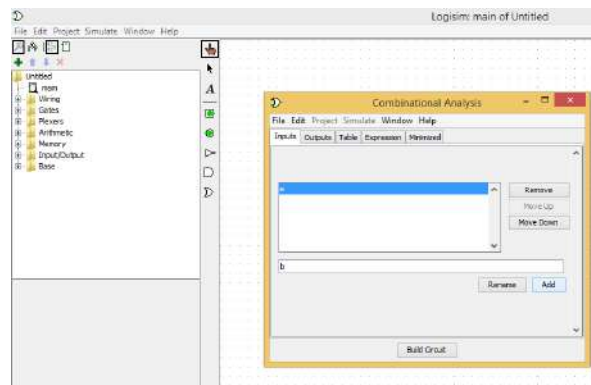 Logisim: main of Untitled
File Edit Project Simulate Window Help
Untitled
main
Wiring
Gates
Plexers
Arithmetic
Memory
Input/Output
Base
A
Combinational Analysis
File Edit Project Simulate Window Help
Inputs Outputs Table Expression Minimized
Remove
Move Up
Move Down
b
Rename Add
Build Circuit